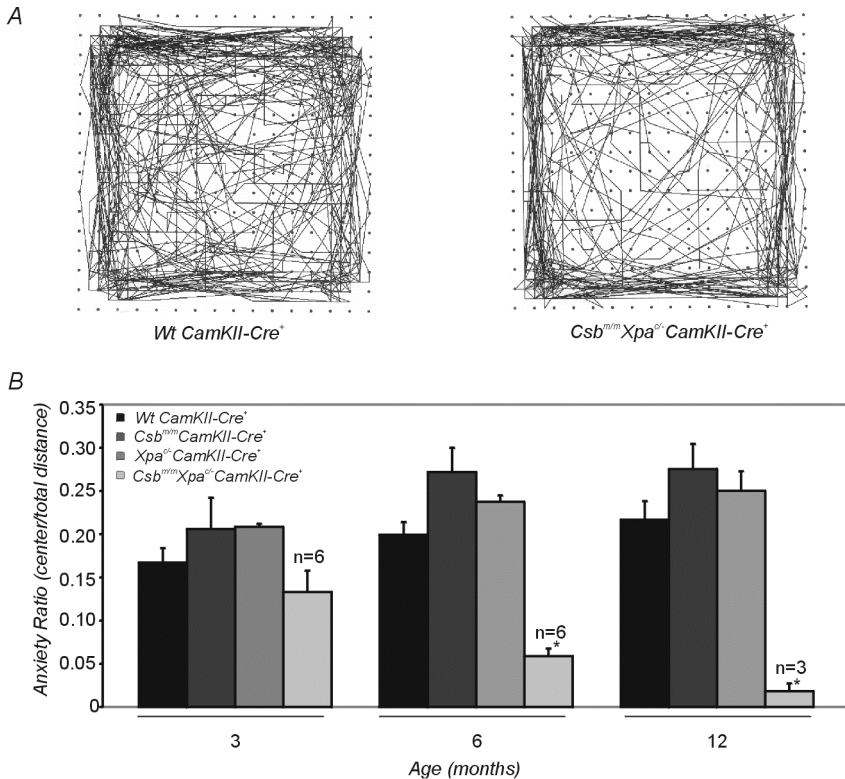 A
Wt CamKII-Cre⁺
Csbᵐ/ᵐXpaᶜ/⁻CamKII-Cre⁺
B
Anxiety Ratio (center/total distance)
0.35
0.30
0.25
0.20
0.15
0.10
0.05
0
Wt CamKII-Cre⁺
Csbᵐ/ᵐCamKII-Cre⁺
Xpaᶜ/⁻CamKII-Cre⁺
Csbᵐ/ᵐXpaᶜ/⁻CamKII-Cre⁺
n=6
n=6
*
n=3
*
3 6 12
Age (months)